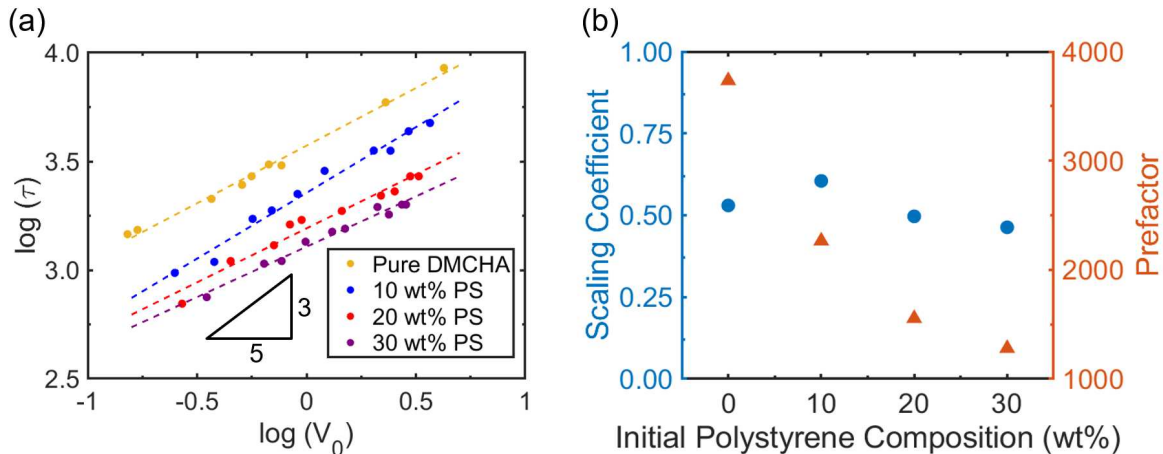 (a)
4.0
3.5
3.0
2.5
log (τ)
-1
-0.5
0
0.5
1
log (V0)
Pure DMCHA
10 wt% PS
20 wt% PS
30 wt% PS
3
5
(b)
1.00
0.75
0.50
0.25
0.00
Scaling Coefficient
4000
3000
2000
1000
Prefactor
0
10
20
30
Initial Polystyrene Composition (wt%)